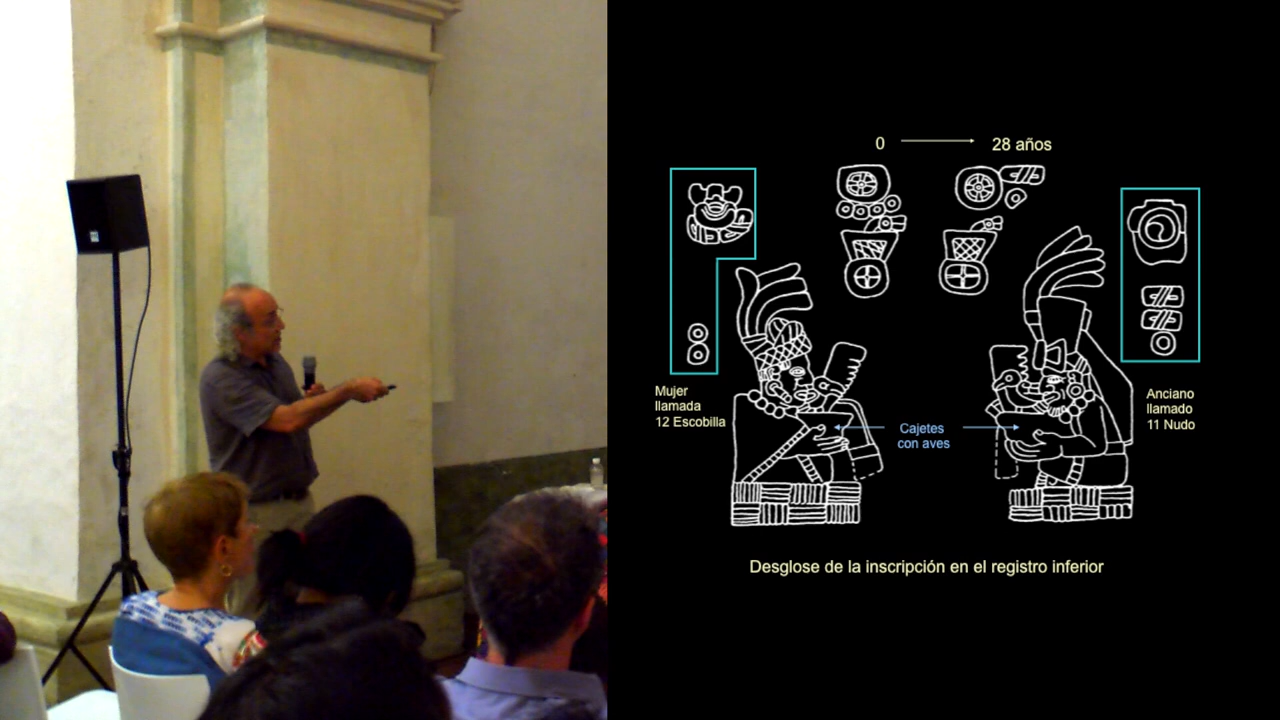 0
28 años
Mujer
llamada
12 Escobilla
Anciano
llamado
11 Nudo
Cajetes
con aves
Desglose de la inscripción en el registro inferior